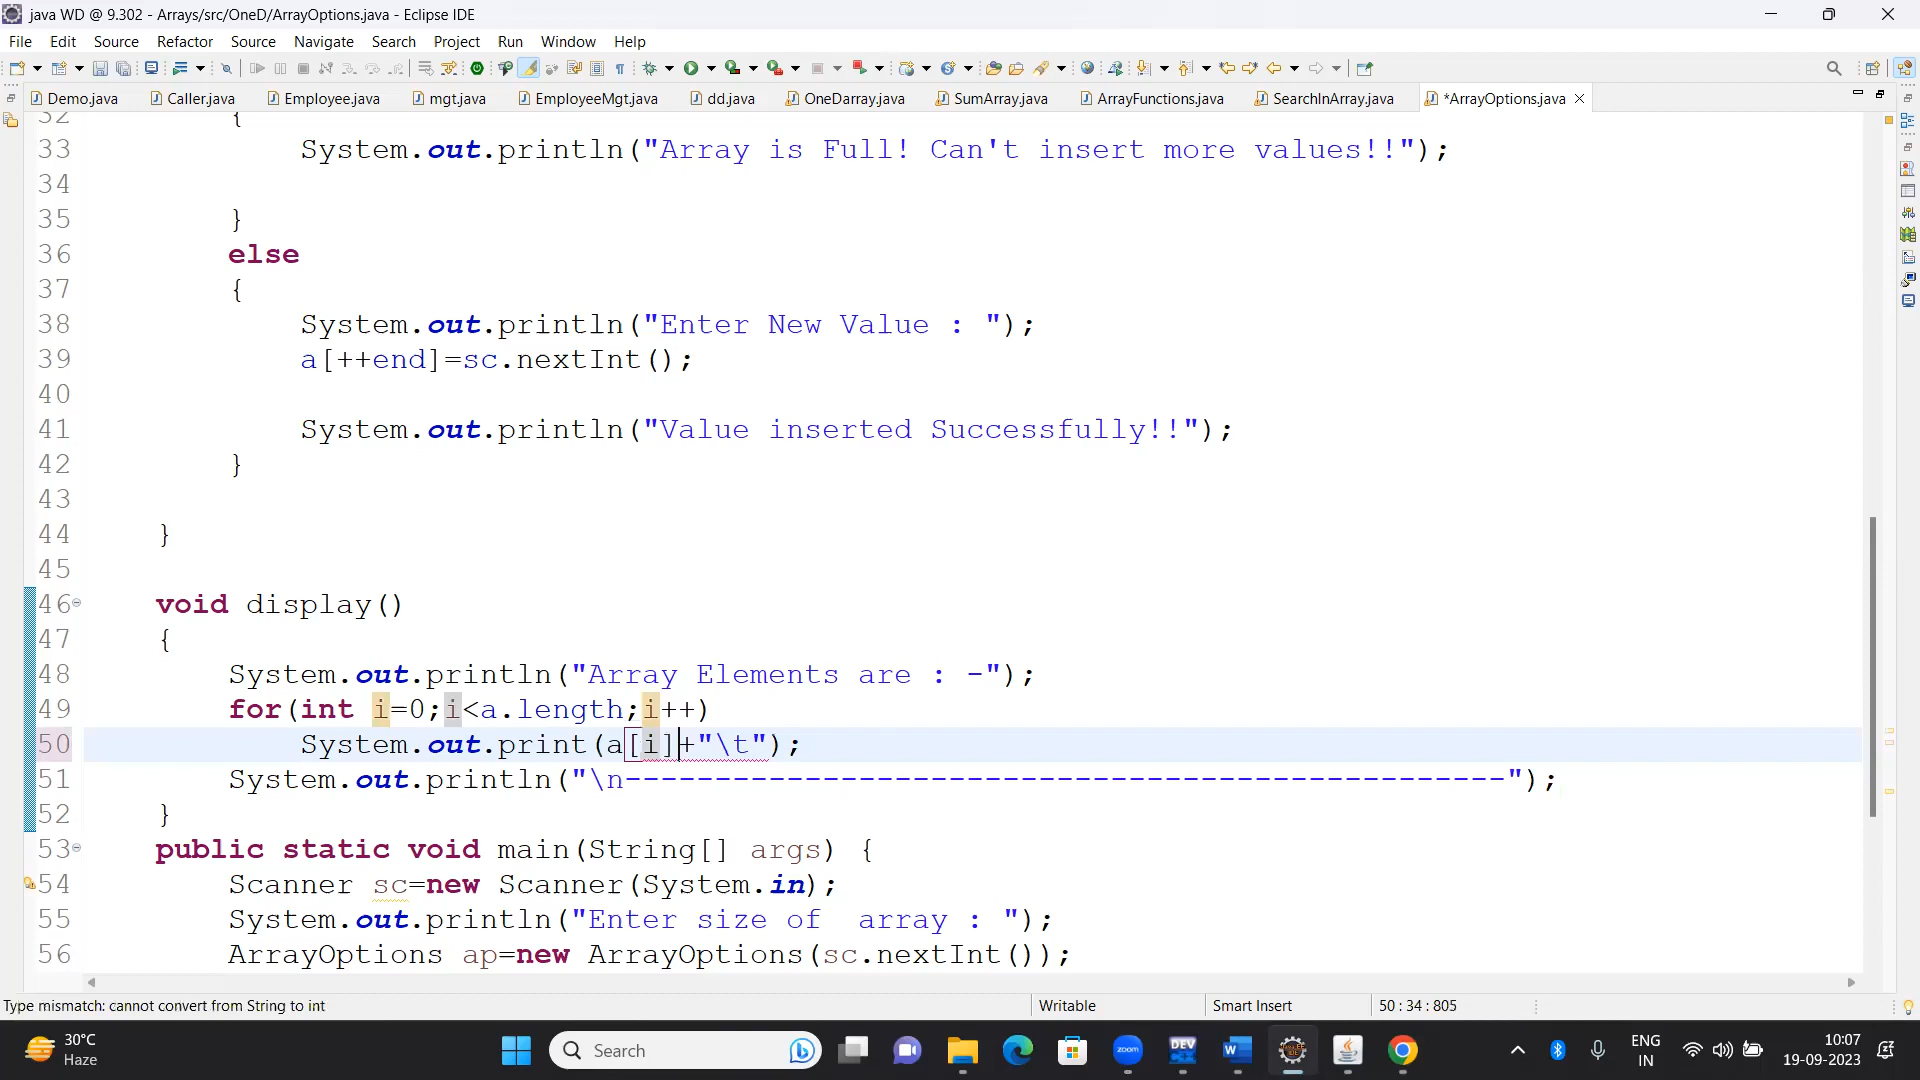 java WD @ 9.302 - Arrays/src/OneD/ArrayOptions.java - Eclipse IDE
File Edit Source Refactor Source Navigate Search Project Run Window Help
Demo.java Caller.java Employee.java mgt.java EmployeeMgt.java dd.java OneDarray.java SumArray.java ArrayFunctions.java SearchInArray.java *ArrayOptions.java
32 {
33 System.out.println("Array is Full! Can't insert more values!!");
34
35 }
36 else
37 {
38 System.out.println("Enter New Value : ");
39 a[++end]=sc.nextInt();
40
41 System.out.println("Value inserted Successfully!!");
42 }
43
44 }
45
46 void display()
47 {
48 System.out.println("Array Elements are : -");
49 for(int i=0;i<a.length;i++)
50 System.out.print(a[i]+"\t");
51 System.out.println("\n-------------------------------------------------");
52 }
53 public static void main(String[] args) {
54 Scanner sc=new Scanner(System.in);
55 System.out.println("Enter size of  array : ");
56 ArrayOptions ap=new ArrayOptions(sc.nextInt());
Type mismatch: cannot convert from String to int Writable Smart Insert 50 : 34 : 805
30°C
Haze
Search
zoom
DEV
ENG
IN
10:07
19-09-2023